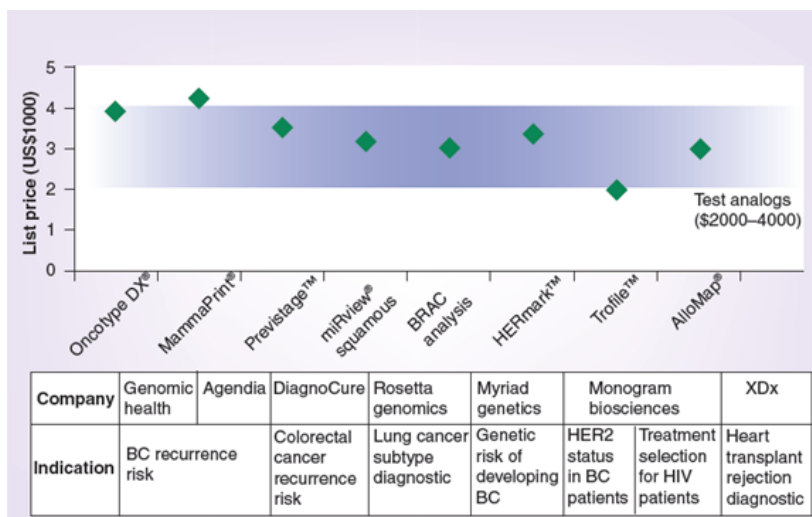 5
4
3
2
1
0
List price (US$1000)
Test analogs
($2000–4000)
Oncotype DX®
MammaPrint®
Previstage™
miRview®
squamous
BRAC
analysis
HERmark™
Trofile™
AlloMap®
Company
Genomic
health
Agendia
DiagnoCure
Rosetta
genomics
Myriad
genetics
Monogram
biosciences
XDx
Indication
BC recurrence
risk
Colorectal
cancer
recurrence
risk
Lung cancer
subtype
diagnostic
Genetic
risk of
developing
BC
HER2
status
in BC
patients
Treatment
selection
for HIV
patients
Heart
transplant
rejection
diagnostic